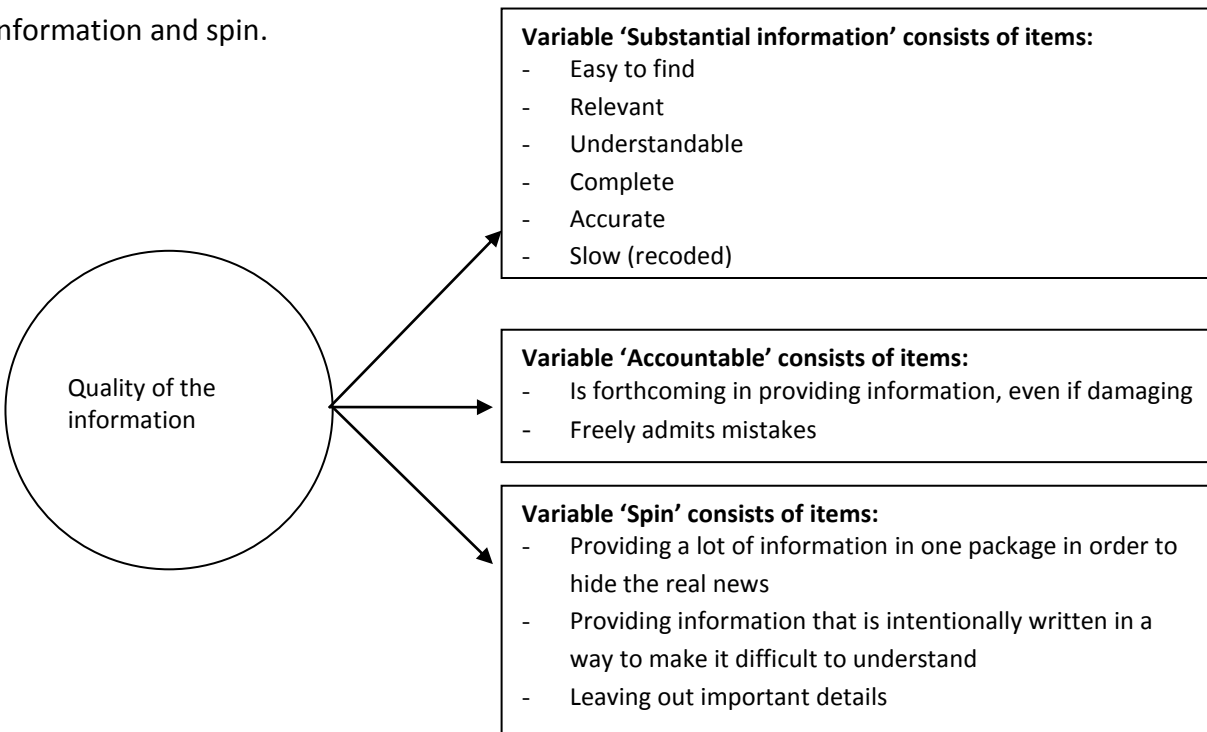 nformation and spin.
Variable ‘Substantial information’ consists of items:
- Easy to find
- Relevant
- Understandable
- Complete
- Accurate
- Slow (recoded)
Quality of the
information
Variable ‘Accountable’ consists of items:
- Is forthcoming in providing information, even if damaging
- Freely admits mistakes
Variable ‘Spin’ consists of items:
- Providing a lot of information in one package in order to
hide the real news
- Providing information that is intentionally written in a
way to make it difficult to understand
- Leaving out important details